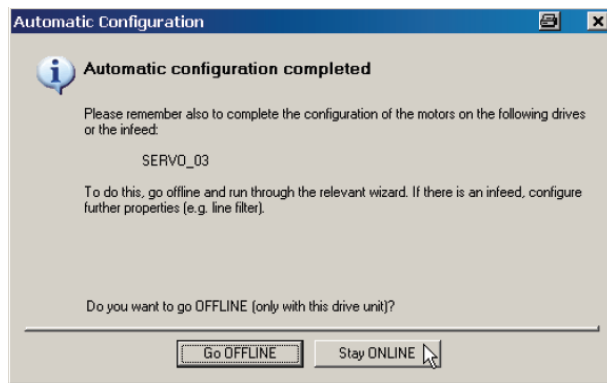 Automatic Configuration
Automatic configuration completed
Please remember also to complete the configuration of the motors on the following drives
or the infeed:
SERVO_03
To do this, go offline and run through the relevant wizard. If there is an infeed, configure
further properties (e.g. line filter).
Do you want to go OFFLINE (only with this drive unit)?
Go OFFLINE
Stay ONLINE